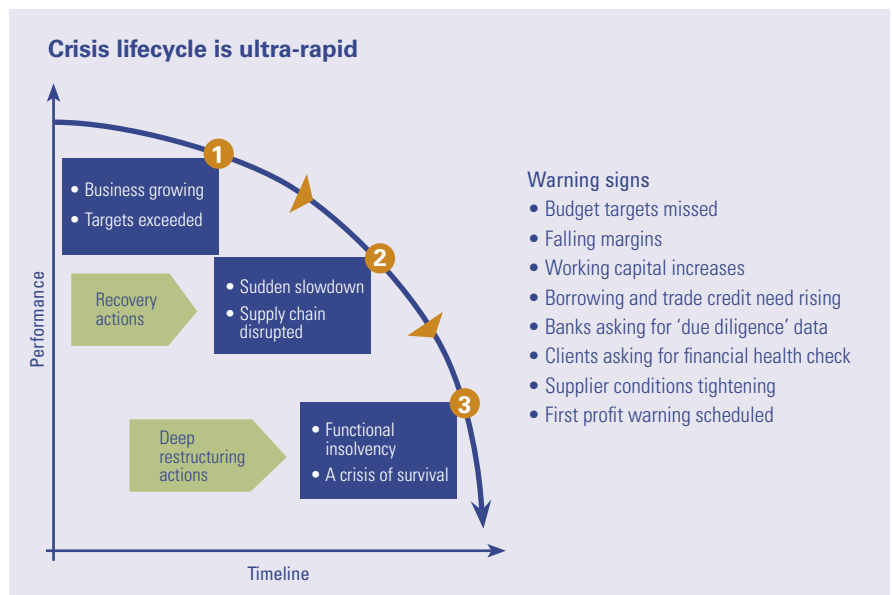 Crisis lifecycle is ultra-rapid
Performance
1
• Business growing
• Targets exceeded
Recovery
actions
2
• Sudden slowdown
• Supply chain
disrupted
Deep
restructuring
actions
3
• Functional
insolvency
• A crisis of survival
Timeline
Warning signs
• Budget targets missed
• Falling margins
• Working capital increases
• Borrowing and trade credit need rising
• Banks asking for ‘due diligence’ data
• Clients asking for financial health check
• Supplier conditions tightening
• First profit warning scheduled